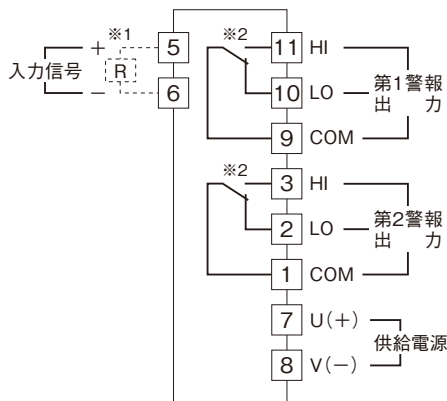 入力信号
+ ※1 5
R
− 6
※2 11 HI
10 LO
9 COM
第1警報
出　力
※2 3 HI
2 LO
1 COM
第2警報
出　力
7 U(+)
8 V(−)
供給電源